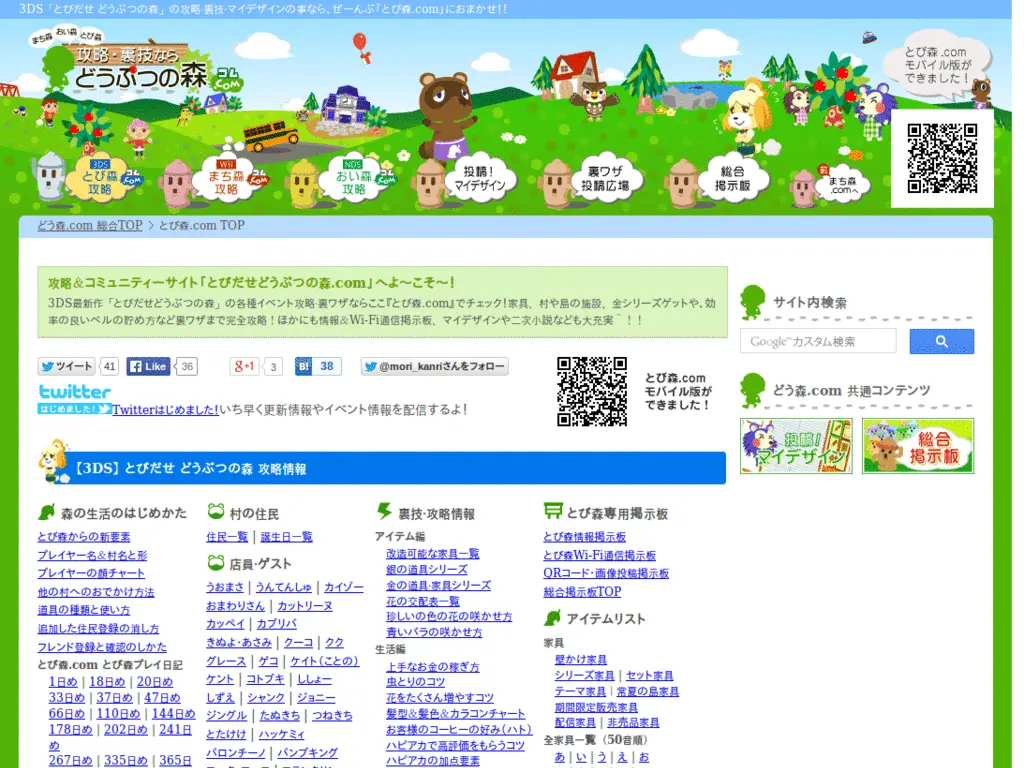 3DS「とびだせ どうぶつの森」の攻略・裏技・マイデザインの事なら、ぜーんぶ「とび森.com」におまかせ!!
まち森 おい森 とび森
攻略・裏技なら
どうぶつの森 コム
COM
とび森.com
モバイル版が
できました！
3DS
とび森
攻略
コム
COM
Wii
まち森
攻略
コム
COM
NDS
おい森
攻略
コム
COM
投稿！
マイデザイン
裏ワザ
投稿広場
総合
掲示板
新
まち森
.comへ
どう森.com 総合TOP > とび森.com TOP
攻略&コミュニティーサイト「とびだせどうぶつの森.com」へよ～こそ～！
3DS最新作「とびだせどうぶつの森」の各種イベント攻略・裏ワザならここ『とび森.com』でチェック！家具、村や島の施設、金シリーズゲットや、効
率の良いベルの貯め方など裏ワザまで完全攻略！ほかにも情報&Wi-Fi通信掲示板、マイデザインや二次小説なども大充実＾！！
ツイート 41 Like 36 g+1 3 B! 38 @mori_kanriさんをフォロー
twitter
はじめました！
Twitterはじめました!いち早く更新情報やイベント情報を配信するよ！
とび森.com
モバイル版が
できました！
サイト内検索
Google™ カスタム検索
どう森.com 共通コンテンツ
投稿！
マイデザイン
総合
掲示板
【3DS】とびだせ どうぶつの森 攻略情報
森の生活のはじめかた
とび森からの新要素
プレイヤー名&村名と形
プレイヤーの顔チャート
他の村へのおでかけ方法
道具の種類と使い方
追加した住民登録の消し方
フレンド登録と確認のしかた
とび森.com とび森プレイ日記
1日め | 18日め | 20日め
33日め | 37日め | 47日め
66日め | 110日め | 144日め
178日め | 202日め | 241日
め
267日め | 335日め | 365日
村の住民
住民一覧 | 誕生日一覧
店員・ゲスト
うおまさ | うんてんしゅ | カイゾー
おまわりさん | カットリーヌ
カッペイ | カブリバ
きぬよ・あさみ | クーコ | クク
グレース | ゲコ | ケイト(ことの)
ケント | コトブキ | ししょー
しずえ | シャンク | ジョニー
ジングル | たぬきち | つねきち
とたけけ | ハッケミィ
パロンチーノ | パンプキング
裏技・攻略情報
アイテム編
改造可能な家具一覧
銀の道具シリーズ
金の道具・家具シリーズ
花の交配表一覧
珍しいの色の花の咲かせ方
青いバラの咲かせ方
生活編
上手なお金の稼ぎ方
虫とりのコツ
花をたくさん増やすコツ
髪型&髪色&カラコンチャート
お客様のコーヒーの好み(ハト)
ハピアカで高評価をもらうコツ
ハピアカの加点要素
とび森専用掲示板
とび森情報掲示板
とび森Wi-Fi通信掲示板
QRコード・画像投稿掲示板
総合掲示板TOP
アイテムリスト
家具
壁かけ家具
シリーズ家具 | セット家具
テーマ家具 | 常夏の島家具
期間限定販売家具
配信家具 | 非売品家具
全家具一覧（50音順）
あ | い | う | え | お